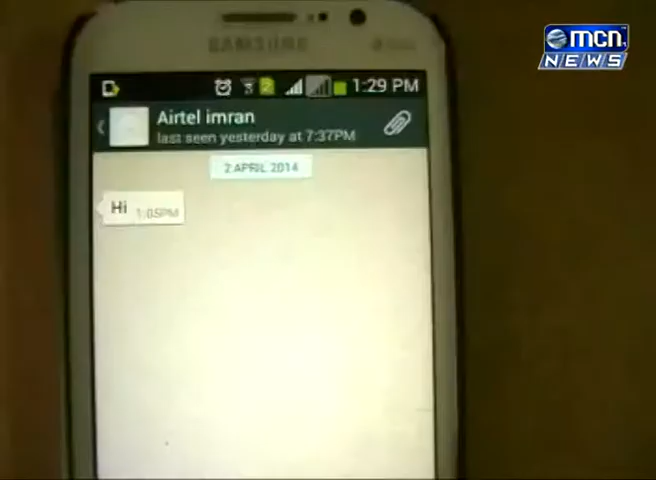 mcn
NEWS
SAMSUNG
2
1:29 PM
Airtel imran
last seen yesterday at 7:37PM
2 APRIL 2014
Hi 1:05PM